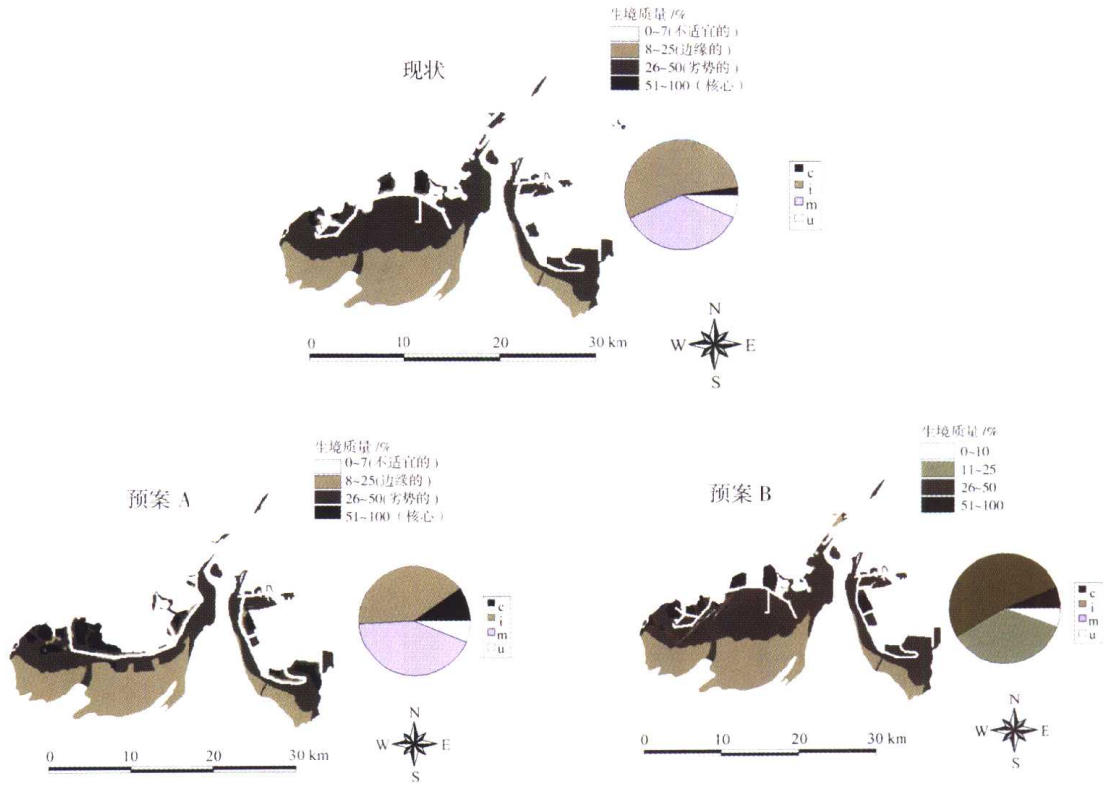 生境质量 /%
0~7(不适宜的)
8~25(边缘的)
26~50(劣势的)
51~100(核心)
现状
c
i
m
u
N
W E
S
0 10 20 30 km
生境质量 /%
0~7(不适宜的)
8~25(边缘的)
26~50(劣势的)
51~100(核心)
预案 A
c
i
m
u
N
W E
S
0 10 20 30 km
生境质量 /%
0~10
11~25
26~50
51~100
预案 B
c
i
m
u
N
W E
S
0 10 20 30 km